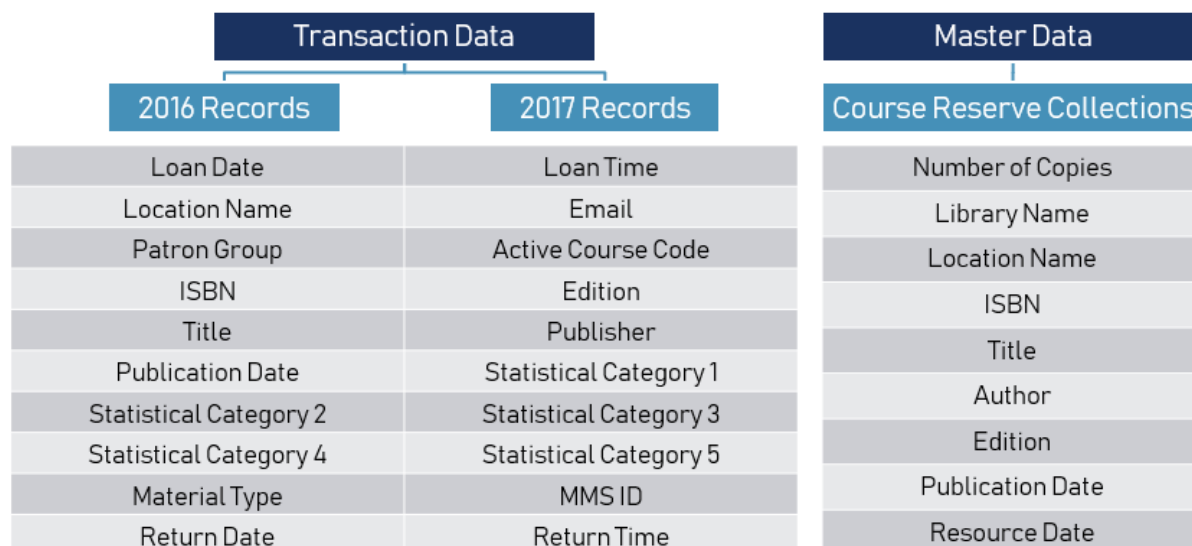 Transaction Data
2016 Records
2017 Records
Loan Date
Loan Time
Location Name
Email
Patron Group
Active Course Code
ISBN
Edition
Title
Publisher
Publication Date
Statistical Category 1
Statistical Category 2
Statistical Category 3
Statistical Category 4
Statistical Category 5
Material Type
MMS ID
Return Date
Return Time
Master Data
Course Reserve Collections
Number of Copies
Library Name
Location Name
ISBN
Title
Author
Edition
Publication Date
Resource Date